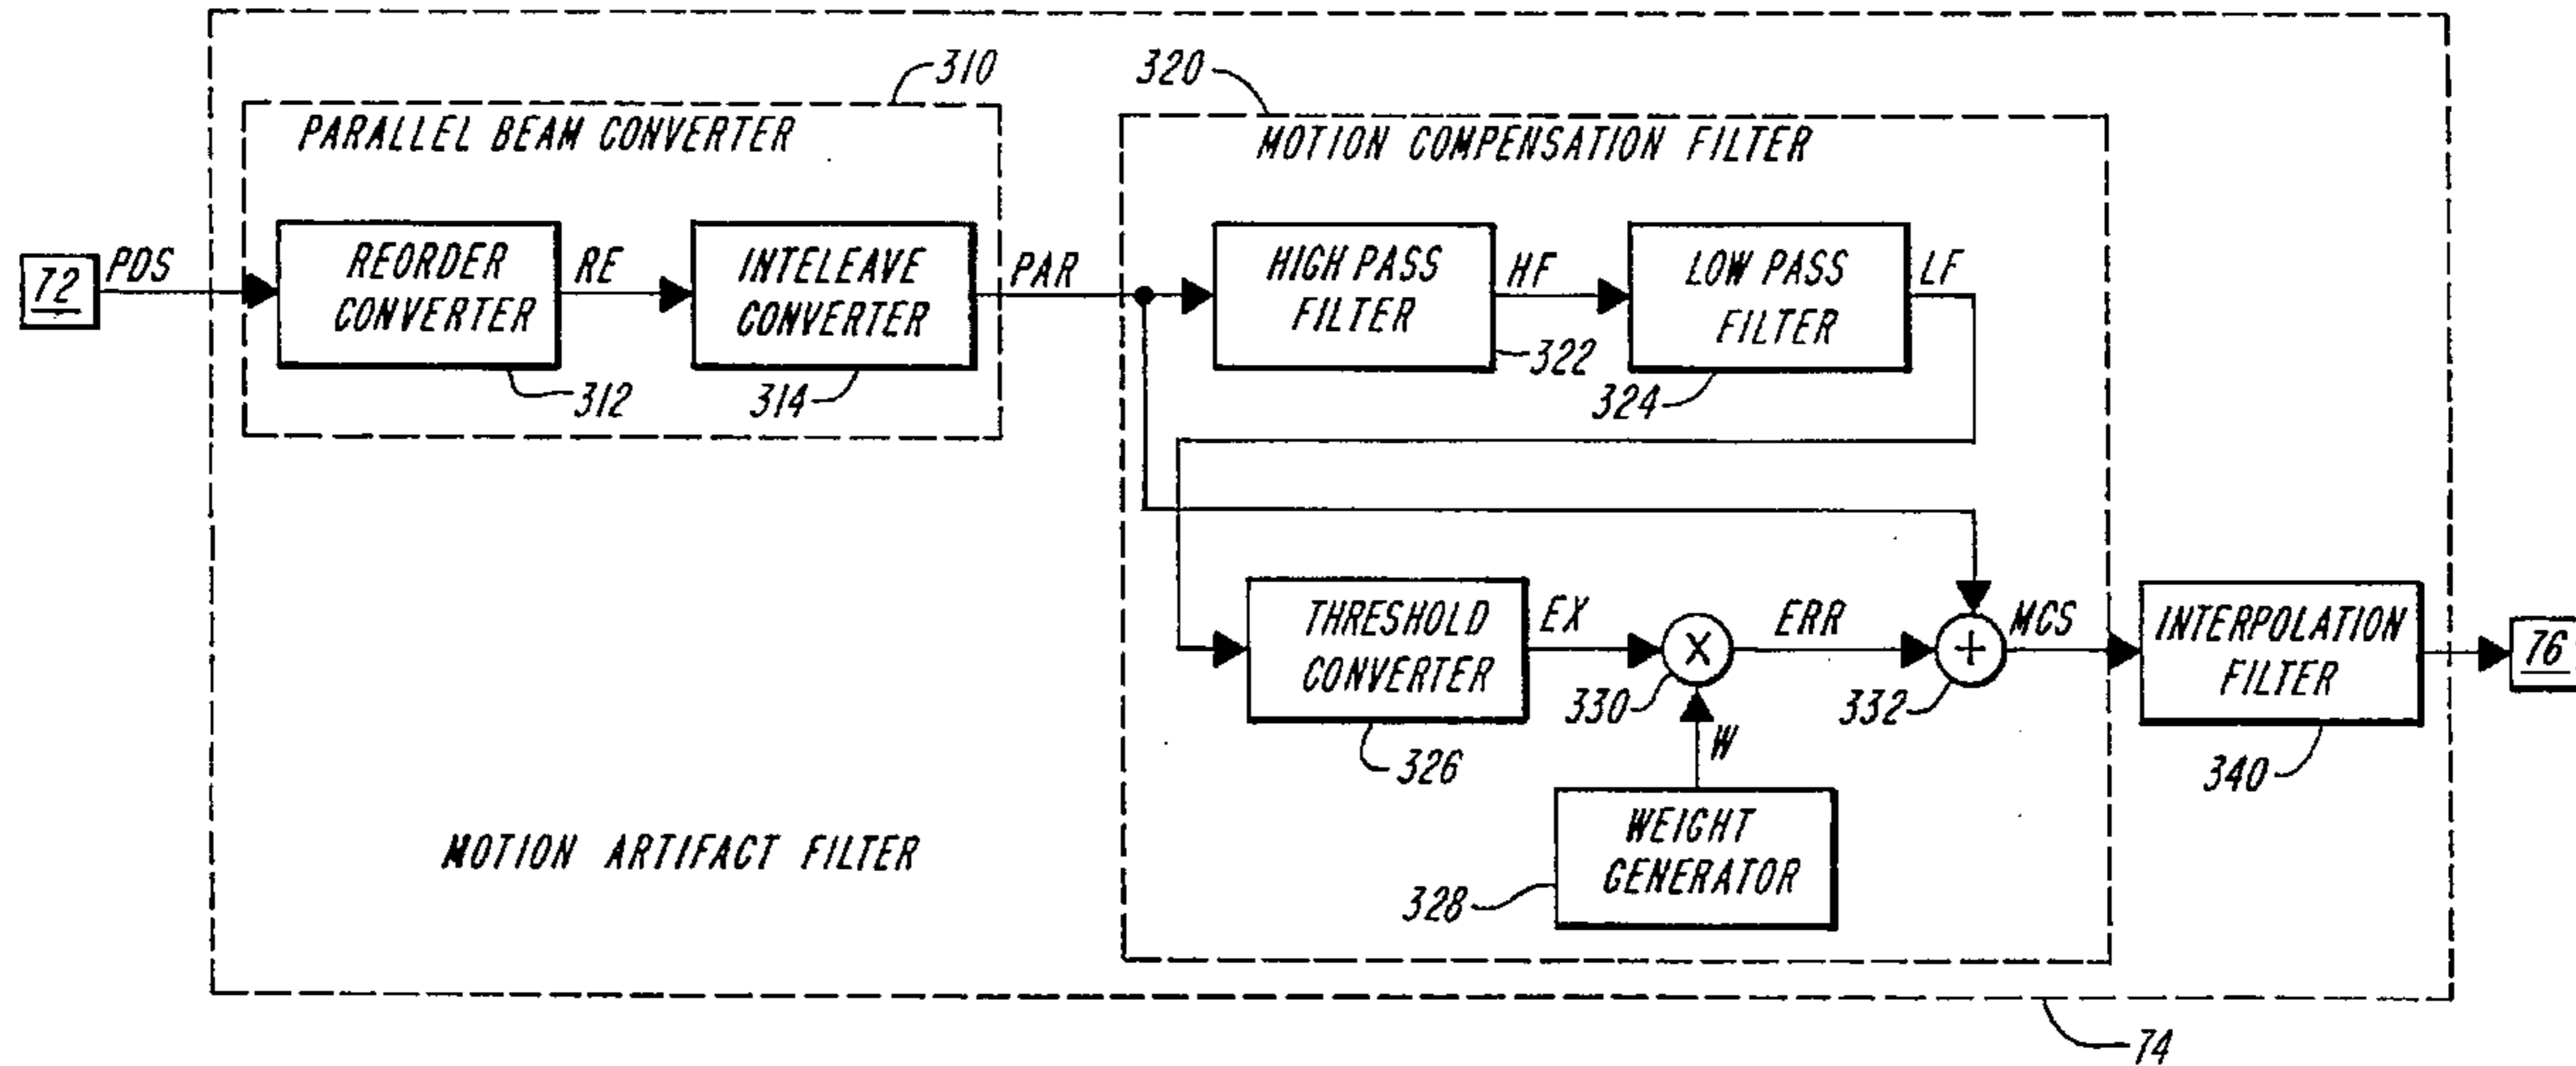 310
320
PARALLEL BEAM CONVERTER
MOTION COMPENSATION FILTER
72
PDS
REORDER
CONVERTER
312
RE
INTELEAVE
CONVERTER
314
PAR
HIGH PASS
FILTER
322
HF
LOW PASS
FILTER
324
LF
THRESHOLD
CONVERTER
326
EX
X
330
W
WEIGHT
GENERATOR
328
ERR
+
332
MCS
INTERPOLATION
FILTER
340
76
MOTION ARTIFACT FILTER
74